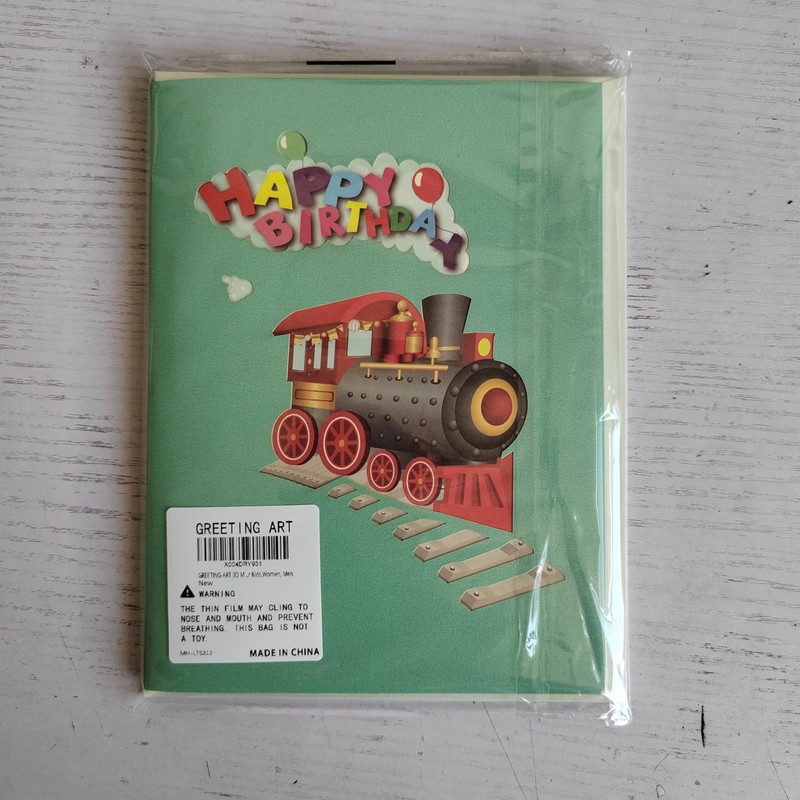 HAPPY
BIRTHDAY
GREETING ART
X004DRY931
GREETING ART 3D M...r Kids,Women, Men
New
WARNING
THE THIN FILM MAY CLING TO
NOSE AND MOUTH AND PREVENT
BREATHING. THIS BAG IS NOT
A TOY.
MH-LTS212
MADE IN CHINA